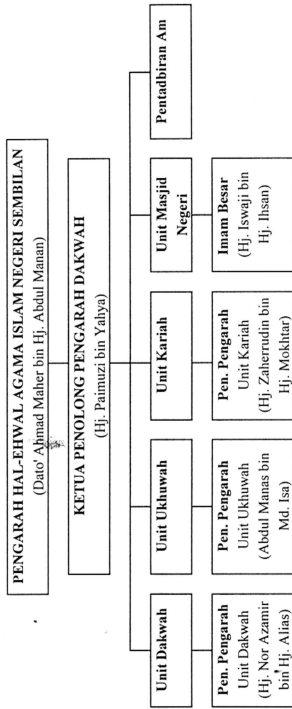 PENGARAH HAL-EHWAL AGAMA ISLAM NEGERI SEMBILAN
(Dato' Ahmad Maher bin Hj. Abdul Manan)
KETUA PENOLONG PENGARAH DAKWAH
(Hj. Paimuzi bin Yahya)
Unit Dakwah
Unit Ukhuwah
Unit Kariah
Unit Masjid
Negeri
Pentadbiran Am
Pen. Pengarah
Unit Dakwah
(Hj. Nor Azamir
bin Hj. Alias)
Pen. Pengarah
Unit Ukhuwah
(Abdul Manas bin
Md. Isa)
Pen. Pengarah
Unit Kariah
(Hj. Zaherrudin bin
Hj. Mokhtar)
Imam Besar
(Hj. Iswaji bin
Hj. Ihsan)